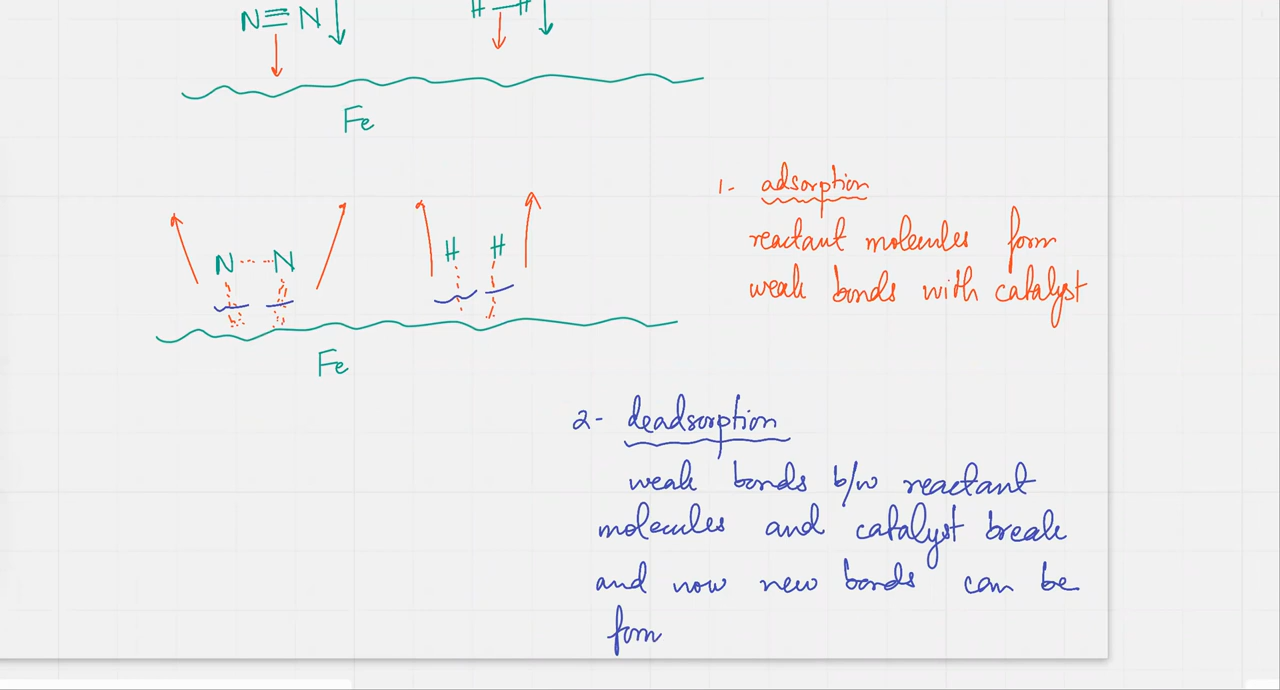 N≡N
H–H
Fe
1- adsorption
reactant molecules form
weak bonds with catalyst
N---N
H H
Fe
2- deadsorption
weak bonds b/w reactant
molecules and catalyst break
and now new bonds can be
form